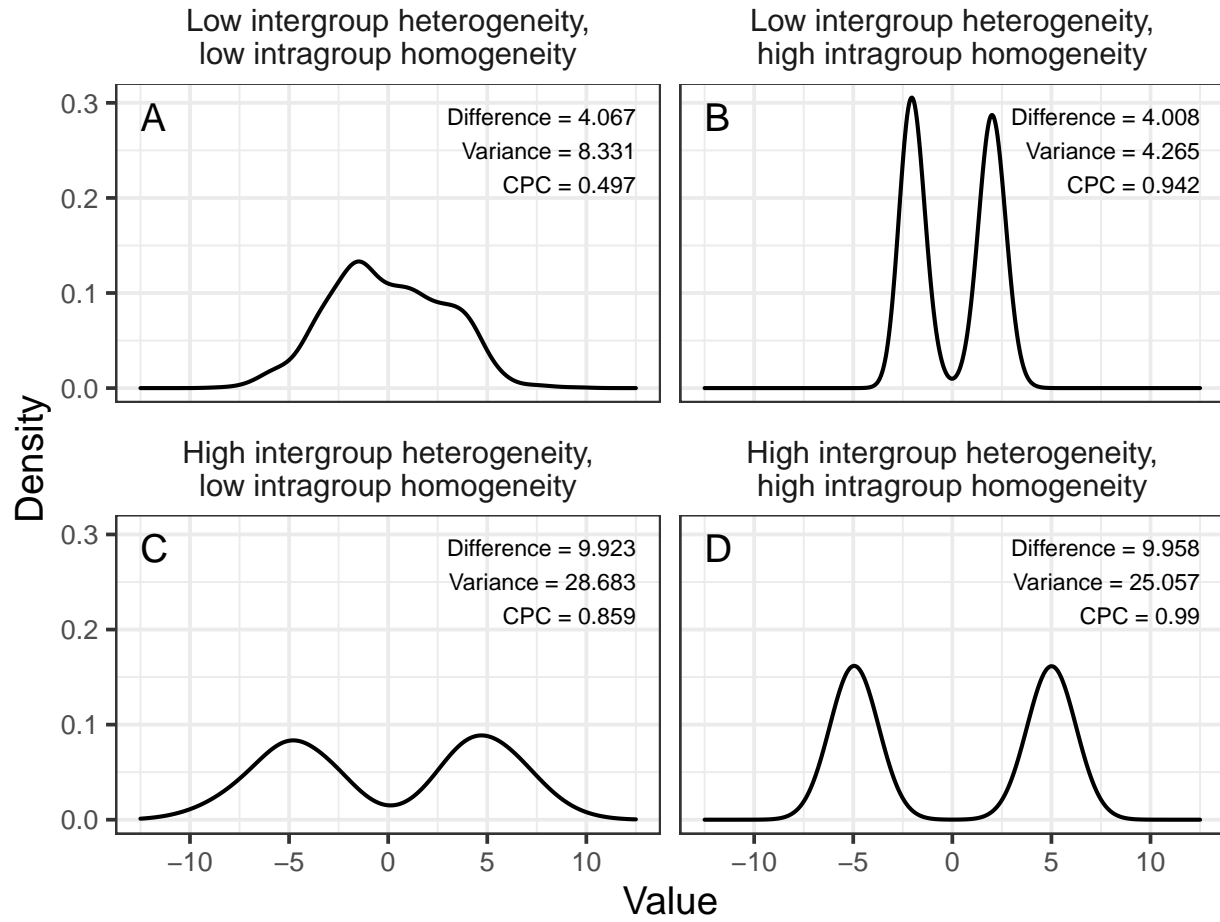 Low intergroup heterogeneity,
low intragroup homogeneity
Low intergroup heterogeneity,
high intragroup homogeneity
A
Difference = 4.067
Variance = 8.331
CPC = 0.497
B
Difference = 4.008
Variance = 4.265
CPC = 0.942
0.3
0.2
0.1
0.0
Density
High intergroup heterogeneity,
low intragroup homogeneity
High intergroup heterogeneity,
high intragroup homogeneity
C
Difference = 9.923
Variance = 28.683
CPC = 0.859
D
Difference = 9.958
Variance = 25.057
CPC = 0.99
0.3
0.2
0.1
0.0
−10 −5 0 5 10
−10 −5 0 5 10
Value